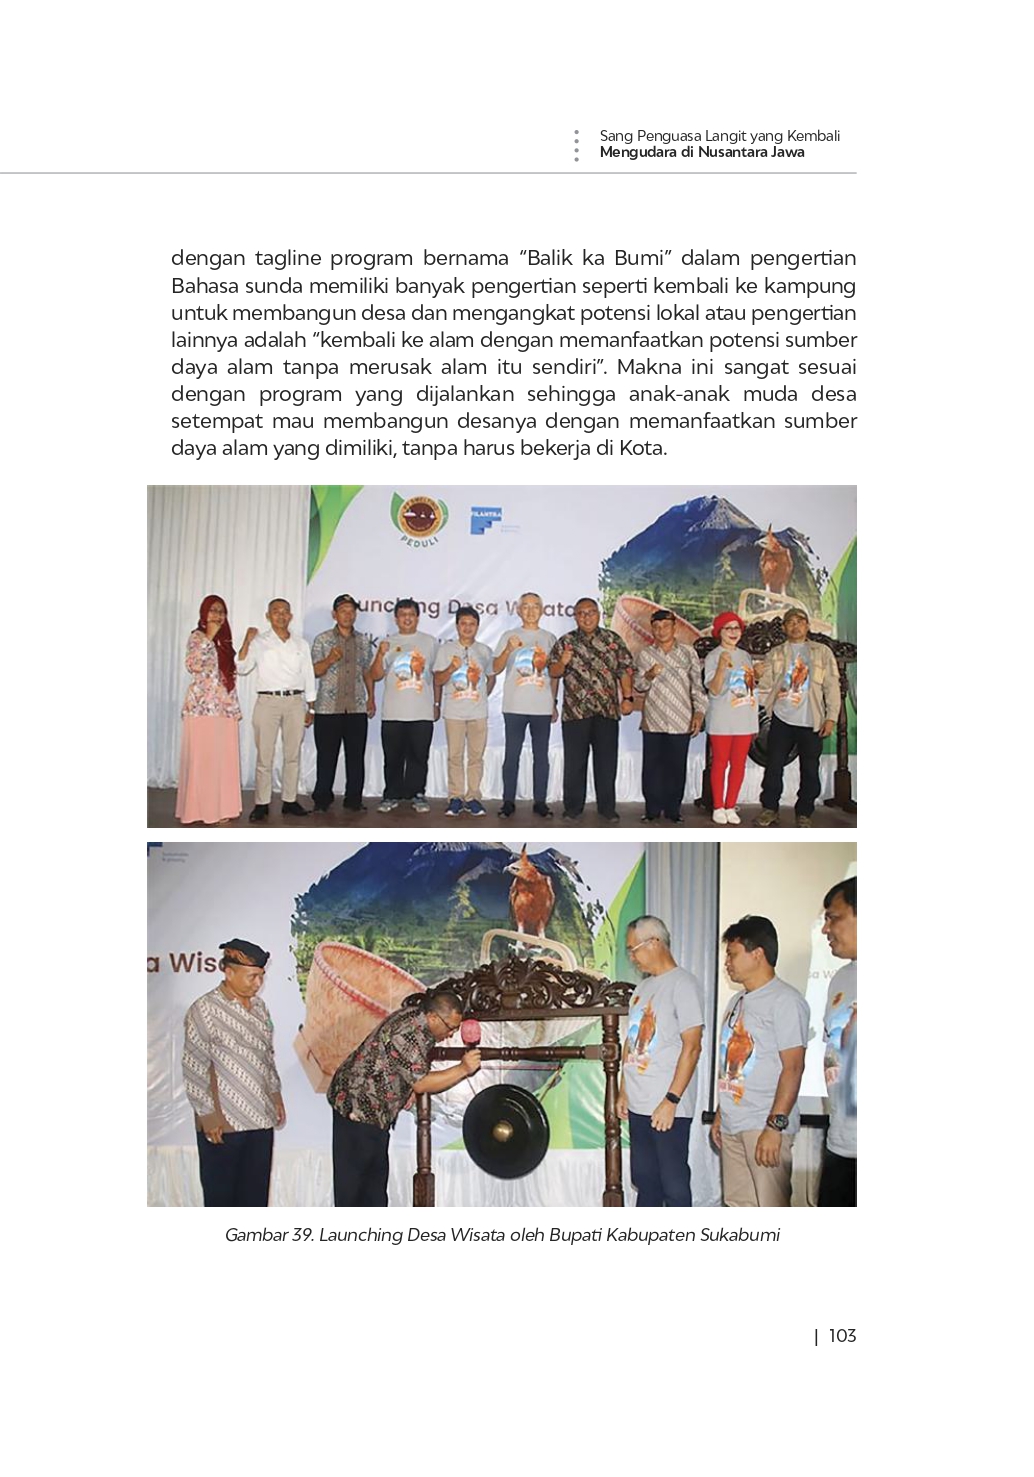 Sang Penguasa Langit yang Kembali
Mengudara di Nusantara Jawa
dengan tagline program bernama “Balik ka Bumi” dalam pengertian
Bahasa sunda memiliki banyak pengertian seperti kembali ke kampung
untuk membangun desa dan mengangkat potensi lokal atau pengertian
lainnya adalah “kembali ke alam dengan memanfaatkan potensi sumber
daya alam tanpa merusak alam itu sendiri”. Makna ini sangat sesuai
dengan program yang dijalankan sehingga anak-anak muda desa
setempat mau membangun desanya dengan memanfaatkan sumber
daya alam yang dimiliki, tanpa harus bekerja di Kota.
PEDULI
FILANTRA
Launching Desa Wisata
a Wisa
Gambar 39. Launching Desa Wisata oleh Bupati Kabupaten Sukabumi
| 103